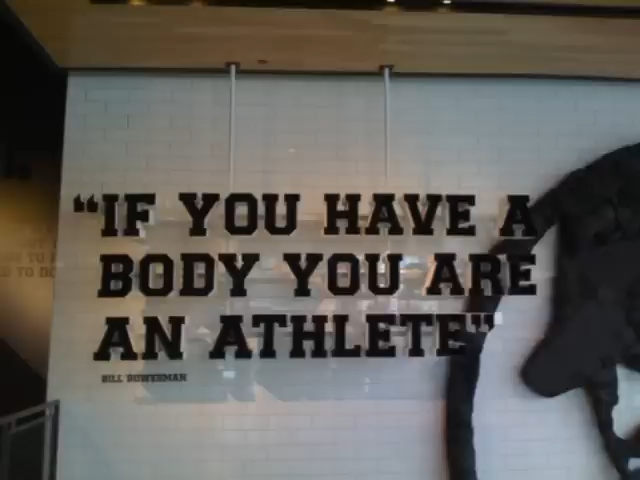 “IF YOU HAVE A
BODY YOU ARE
AN ATHLETE”
BILL BOWERMAN